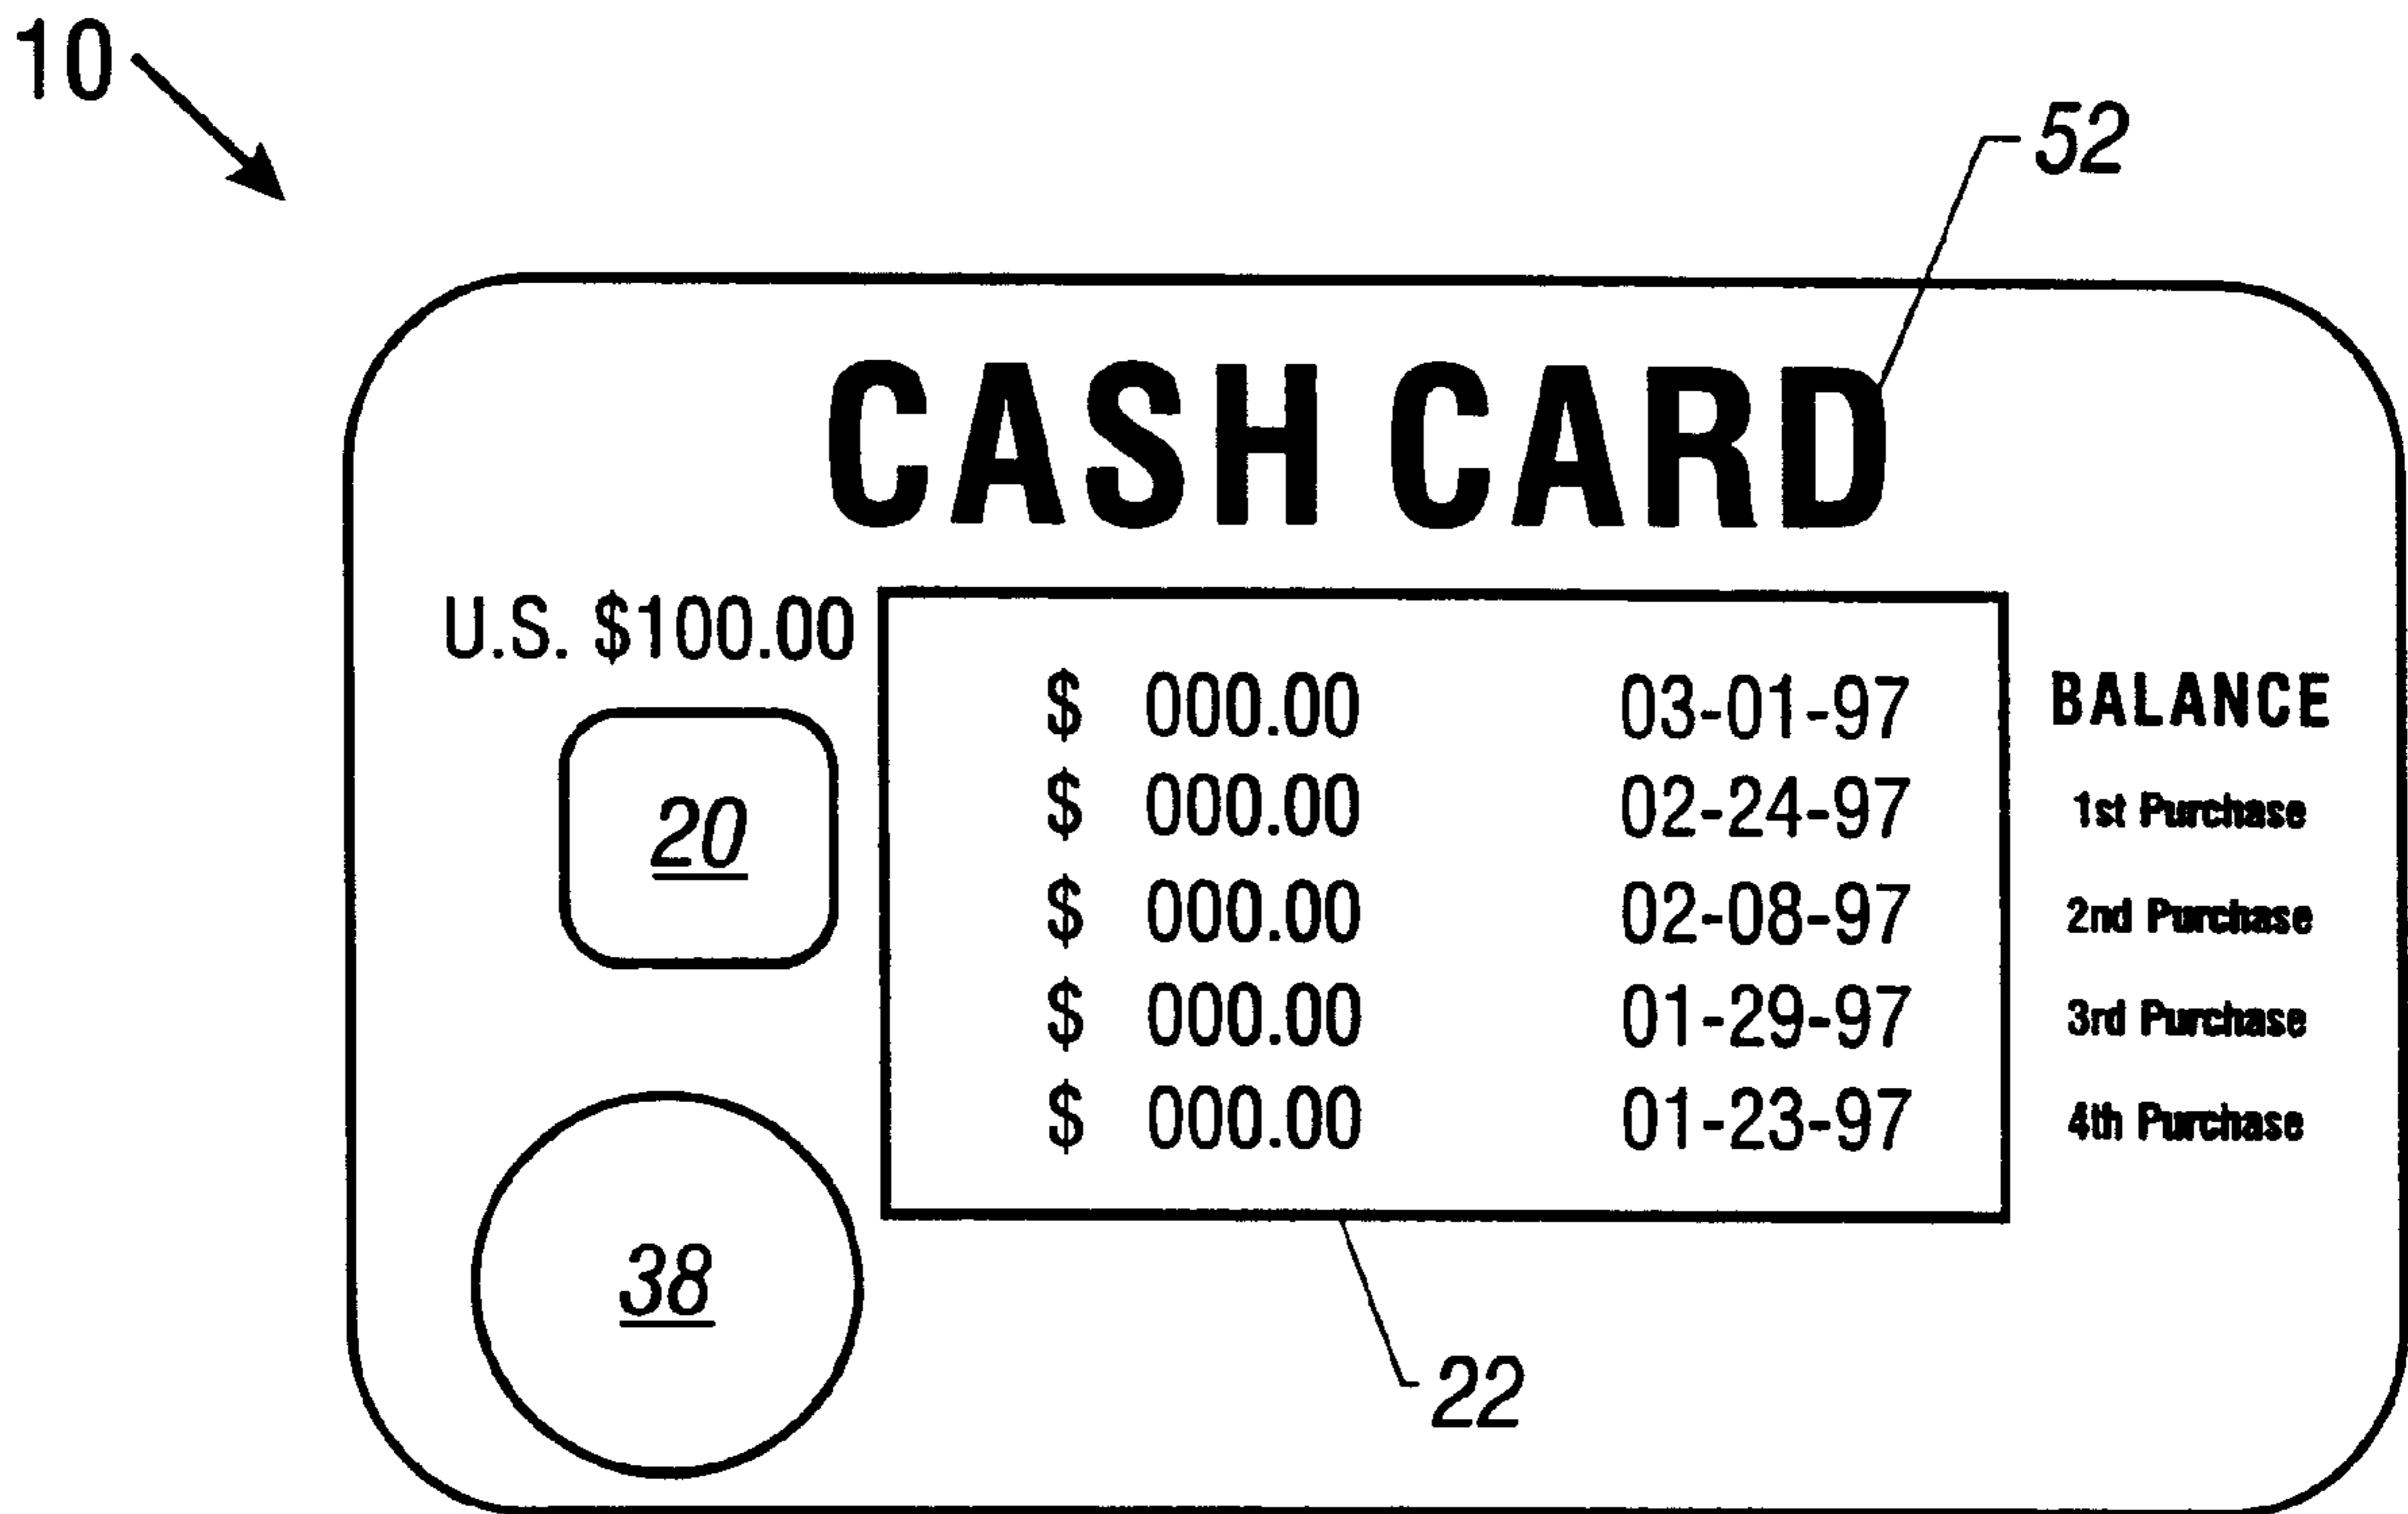 10
52
CASH CARD
U.S. $100.00
$ 000.00 03-01-97 BALANCE
$ 000.00 02-24-97 1st Purchase
20
$ 000.00 02-08-97 2nd Purchase
$ 000.00 01-29-97 3rd Purchase
$ 000.00 01-23-97 4th Purchase
38
22